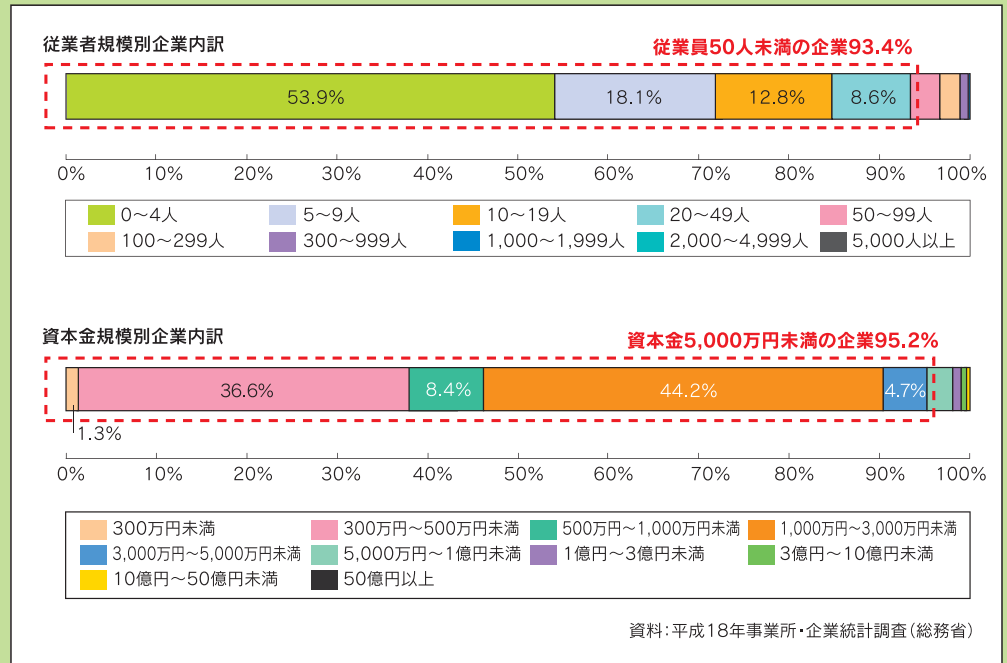 従業者規模別企業内訳
従業員50人未満の企業93.4%
53.9% 18.1% 12.8% 8.6%
0% 10% 20% 30% 40% 50% 60% 70% 80% 90% 100%
0〜4人 5〜9人 10〜19人 20〜49人 50〜99人
100〜299人 300〜999人 1,000〜1,999人 2,000〜4,999人 5,000人以上
資本金規模別企業内訳
資本金5,000万円未満の企業95.2%
36.6% 8.4% 44.2% 4.7%
1.3%
0% 10% 20% 30% 40% 50% 60% 70% 80% 90% 100%
300万円未満 300万円〜500万円未満 500万円〜1,000万円未満 1,000万円〜3,000万円未満
3,000万円〜5,000万円未満 5,000万円〜1億円未満 1億円〜3億円未満 3億円〜10億円未満
10億円〜50億円未満 50億円以上
資料:平成18年事業所・企業統計調査(総務省)